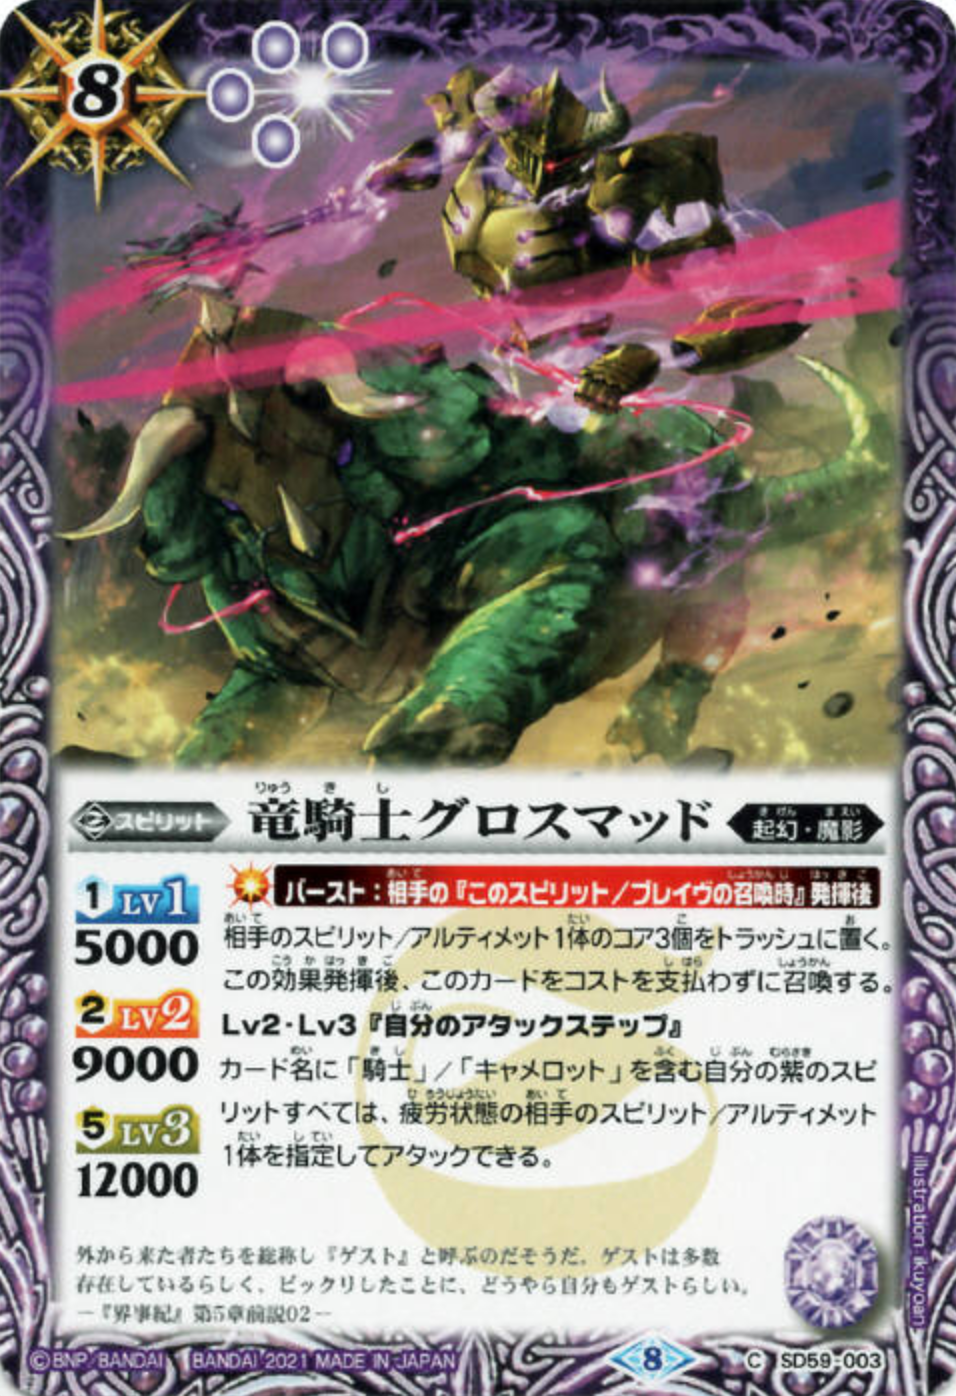 8
りゅう き し
スピリット 竜騎士グロスマッド 起幻・魔影
き げん ま えい
1 LV1
5000
2 LV2
9000
5 LV3
12000
バースト：相手の『このスピリット/ブレイヴの召喚時』発揮後
相手のスピリット/アルティメット1体のコア3個をトラッシュに置く。
この効果発揮後、このカードをコストを支払わずに召喚する。
Lv2・Lv3『自分のアタックステップ』
カード名に「騎士」/「キャメロット」を含む自分の紫のスピ
リットすべては、疲労状態の相手のスピリット/アルティメット
1体を指定してアタックできる。
外から来た者たちを総称し『ゲスト』と呼ぶのだそうだ。ゲストは多数
存在しているらしく、ビックリしたことに、どうやら自分もゲストらしい。
―『界事紀』第5章前説02―
illustration: ikuyoan
©BNP/BANDAI BANDAI 2021 MADE IN JAPAN
8
C SD59-003